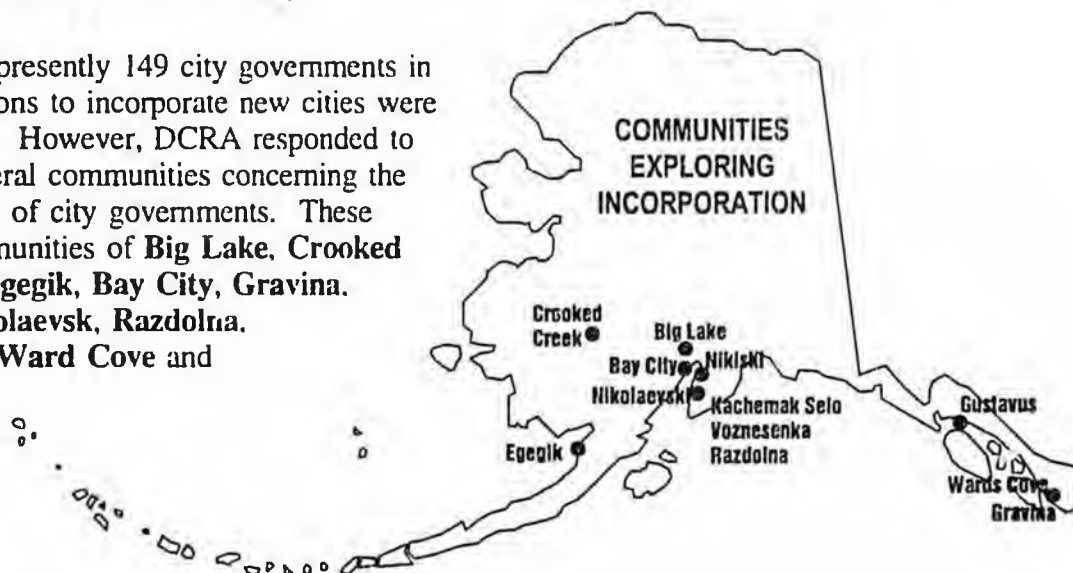 presently 149 city governments in
ons to incorporate new cities were
However, DCRA responded to
eral communities concerning the
of city governments. These
munities of Big Lake, Crooked
gegik, Bay City, Gravina.
olaevsk, Razdolna.
Ward Cove and
COMMUNITIES
EXPLORING
INCORPORATION
Crooked
Creek
Big Lake
Bay City
Nikiski
Nikolaevski
Kachemak Selo
Voznesenka
Razdolna
Egegik
Gustavus
Wards Cove
Gravina